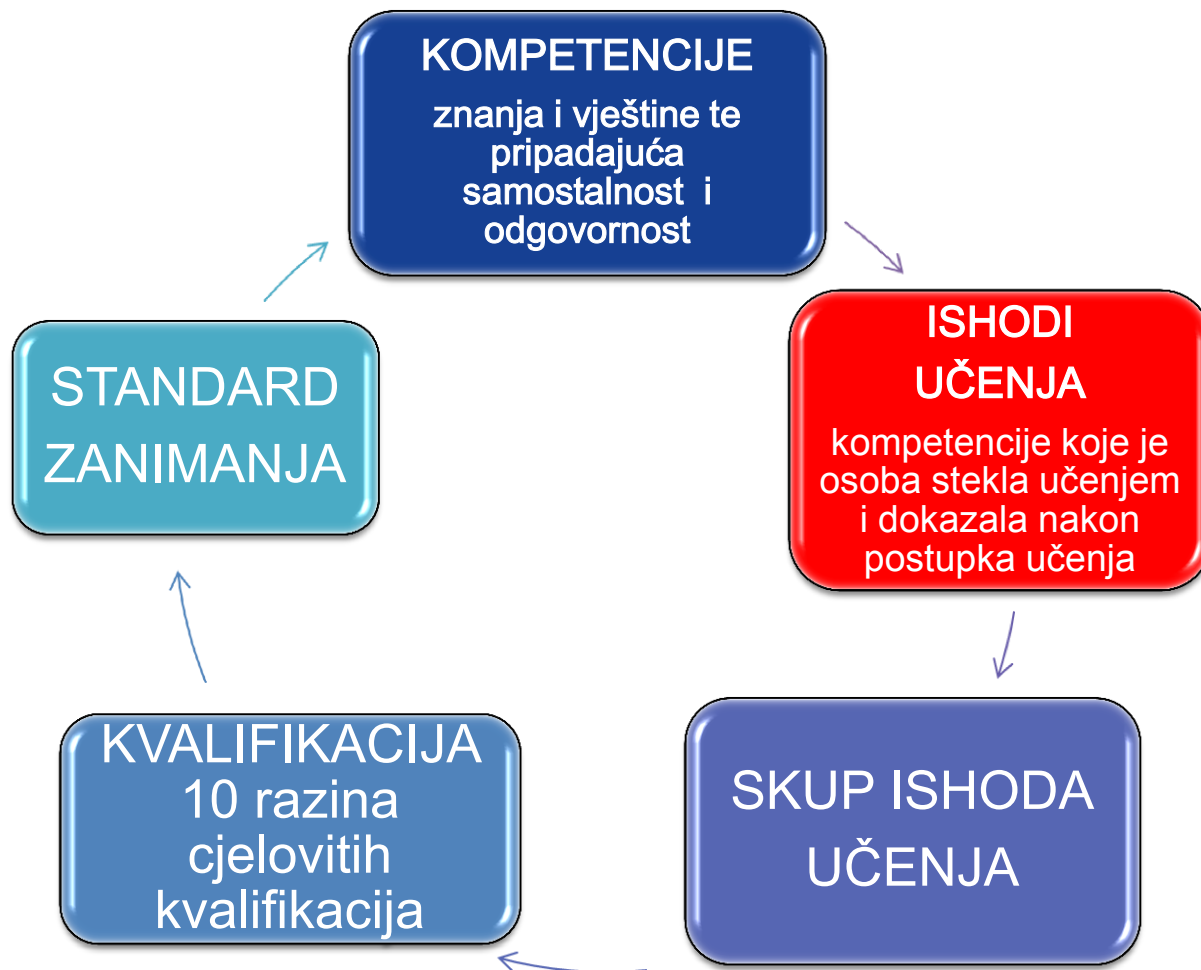 KOMPETENCIJE
znanja i vještine te
pripadajuća
samostalnost i
odgovornost
ISHODI
UČENJA
kompetencije koje je
osoba stekla učenjem
i dokazala nakon
postupka učenja
SKUP ISHODA
UČENJA
KVALIFIKACIJA
10 razina
cjelovitih
kvalifikacija
STANDARD
ZANIMANJA